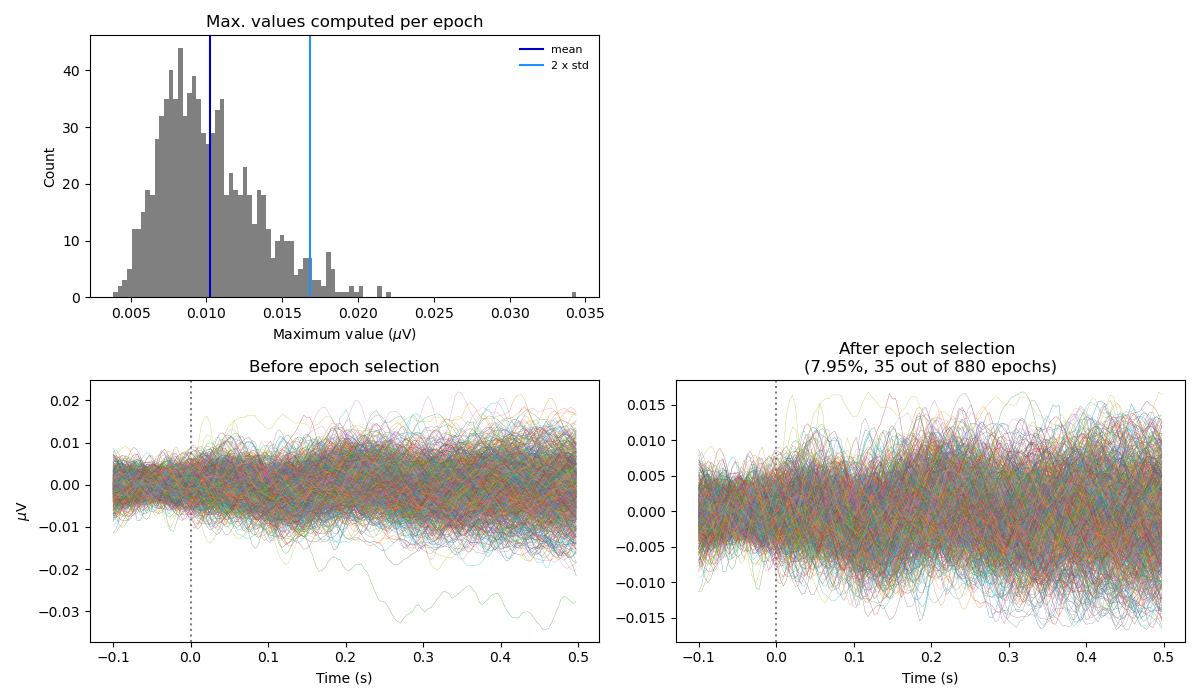 Max. values computed per epoch
mean
2 x std
Count
40
30
20
10
0
0.005 0.010 0.015 0.020 0.025 0.030 0.035
Maximum value (μV)
Before epoch selection
μV
0.02
0.01
0.00
−0.01
−0.02
−0.03
−0.1 0.0 0.1 0.2 0.3 0.4 0.5
Time (s)
After epoch selection
(7.95%, 35 out of 880 epochs)
0.015
0.010
0.005
0.000
−0.005
−0.010
−0.015
−0.1 0.0 0.1 0.2 0.3 0.4 0.5
Time (s)